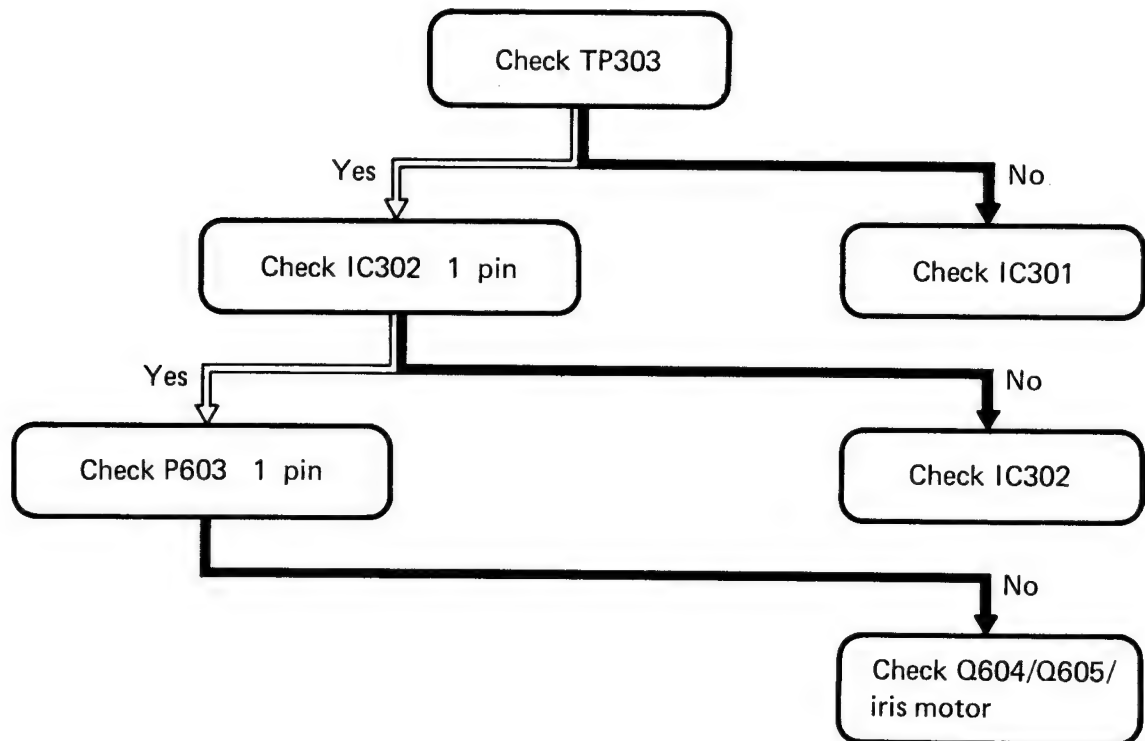 Check TP303
Yes
No
Check IC302 1 pin
Check IC301
Yes
No
Check P603 1 pin
Check IC302
No
Check Q604/Q605/
iris motor